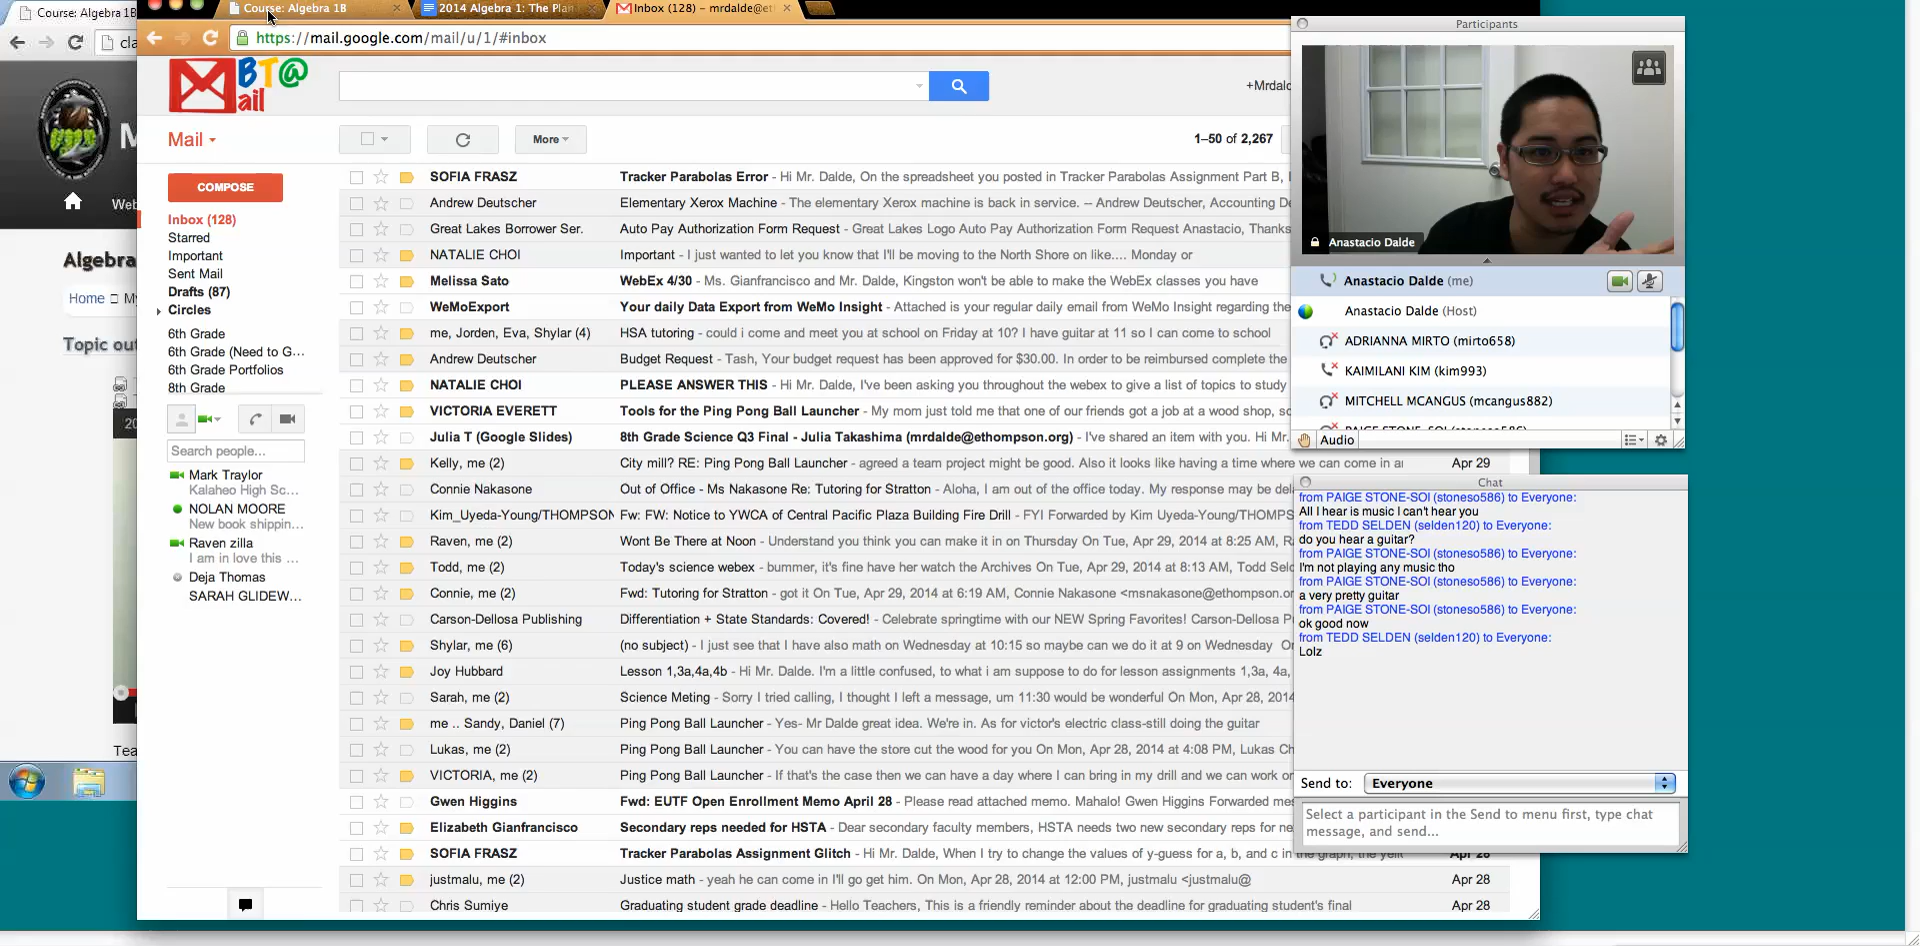 Course: Algebra 1B
2014 Algebra 1: The Plan
Inbox (128) – mrdalde@et
Course: Algebra 1B
https://mail.google.com/mail/u/1/#inbox
BT@
ail
+Mrdald
Mail
More
1–50 of 2,267
COMPOSE
Inbox (128)
Starred
Important
Sent Mail
Drafts (87)
Circles
6th Grade
6th Grade (Need to G...
6th Grade Portfolios
8th Grade
Search people...
Mark Traylor
Kalaheo High Sc...
NOLAN MOORE
New book shippin...
Raven zilla
I am in love this ...
Deja Thomas
SARAH GLIDEW...
SOFIA FRASZ Tracker Parabolas Error - Hi Mr. Dalde, On the spreadsheet you posted in Tracker Parabolas Assignment Part B, I
Andrew Deutscher Elementary Xerox Machine - The elementary Xerox machine is back in service. -- Andrew Deutscher, Accounting De
Great Lakes Borrower Ser. Auto Pay Authorization Form Request - Great Lakes Logo Auto Pay Authorization Form Request Anastacio, Thanks
NATALIE CHOI Important - I just wanted to let you know that I'll be moving to the North Shore on like.... Monday or
Melissa Sato WebEx 4/30 - Ms. Gianfrancisco and Mr. Dalde, Kingston won't be able to make the WebEx classes you have
WeMoExport Your daily Data Export from WeMo Insight - Attached is your regular daily email from WeMo Insight regarding the
me, Jorden, Eva, Shylar (4) HSA tutoring - could i come and meet you at school on Friday at 10? I have guitar at 11 so I can come to school
Andrew Deutscher Budget Request - Tash, Your budget request has been approved for $30.00. In order to be reimbursed complete the
NATALIE CHOI PLEASE ANSWER THIS - Hi Mr. Dalde, I've been asking you throughout the webex to give a list of topics to study
VICTORIA EVERETT Tools for the Ping Pong Ball Launcher - My mom just told me that one of our friends got a job at a wood shop, so
Julia T (Google Slides) 8th Grade Science Q3 Final - Julia Takashima (mrdalde@ethompson.org) - I've shared an item with you. Hi Mr.
Kelly, me (2) City mill? RE: Ping Pong Ball Launcher - agreed a team project might be good. Also it looks like having a time where we can come in ar Apr 29
Connie Nakasone Out of Office - Ms Nakasone Re: Tutoring for Stratton - Aloha, I am out of the office today. My response may be del
Kim_Uyeda-Young/THOMPSON Fw: FW: Notice to YWCA of Central Pacific Plaza Building Fire Drill - FYI Forwarded by Kim Uyeda-Young/THOMPS
Raven, me (2) Wont Be There at Noon - Understand you think you can make it in on Thursday On Tue, Apr 29, 2014 at 8:25 AM, R
Todd, me (2) Today's science webex - bummer, it's fine have her watch the Archives On Tue, Apr 29, 2014 at 8:13 AM, Todd Seld
Connie, me (2) Fwd: Tutoring for Stratton - got it On Tue, Apr 29, 2014 at 6:19 AM, Connie Nakasone <msnakasone@ethompson.or
Carson-Dellosa Publishing Differentiation + State Standards: Covered! - Celebrate springtime with our NEW Spring Favorites! Carson-Dellosa P
Shylar, me (6) (no subject) - I just see that I have also math on Wednesday at 10:15 so maybe can we do it at 9 on Wednesday On
Joy Hubbard Lesson 1,3a,4a,4b - Hi Mr. Dalde. I'm a little confused, to what i am suppose to do for lesson assignments 1,3a, 4a,
Sarah, me (2) Science Meting - Sorry I tried calling, I thought I left a message, um 11:30 would be wonderful On Mon, Apr 28, 2014
me .. Sandy, Daniel (7) Ping Pong Ball Launcher - Yes- Mr Dalde great idea. We're in. As for victor's electric class-still doing the guitar
Lukas, me (2) Ping Pong Ball Launcher - You can have the store cut the wood for you On Mon, Apr 28, 2014 at 4:08 PM, Lukas Ch
VICTORIA, me (2) Ping Pong Ball Launcher - If that's the case then we can have a day where I can bring in my drill and we can work or
Gwen Higgins Fwd: EUTF Open Enrollment Memo April 28 - Please read attached memo. Mahalo! Gwen Higgins Forwarded mes
Elizabeth Gianfrancisco Secondary reps needed for HSTA - Dear secondary faculty members, HSTA needs two new secondary reps for ne
SOFIA FRASZ Tracker Parabolas Assignment Glitch - Hi Mr. Dalde, When I try to change the values of y-guess for a, b, and c in the graph, the yell Apr 28
justmalu, me (2) Justice math - yeah he can come in I'll go get him. On Mon, Apr 28, 2014 at 12:00 PM, justmalu <justmalu@ Apr 28
Chris Sumiye Graduating student grade deadline - Hello Teachers, This is a friendly reminder about the deadline for graduating student's final Apr 28
cla
M
Web
Algebra
Home
My
Topic out
20
Tea
Participants
Anastacio Dalde
Anastacio Dalde (me)
Anastacio Dalde (Host)
ADRIANNA MIRTO (mirto658)
KAIMILANI KIM (kim993)
MITCHELL MCANGUS (mcangus882)
PAIGE STONE-SOI (stoneso586)
Audio
Chat
from PAIGE STONE-SOI (stoneso586) to Everyone:
All I hear is music I can't hear you
from TEDD SELDEN (selden120) to Everyone:
do you hear a guitar?
from PAIGE STONE-SOI (stoneso586) to Everyone:
I'm not playing any music tho
from PAIGE STONE-SOI (stoneso586) to Everyone:
a very pretty guitar
from PAIGE STONE-SOI (stoneso586) to Everyone:
ok good now
from TEDD SELDEN (selden120) to Everyone:
Lolz
Send to: Everyone
Select a participant in the Send to menu first, type chat
message, and send...